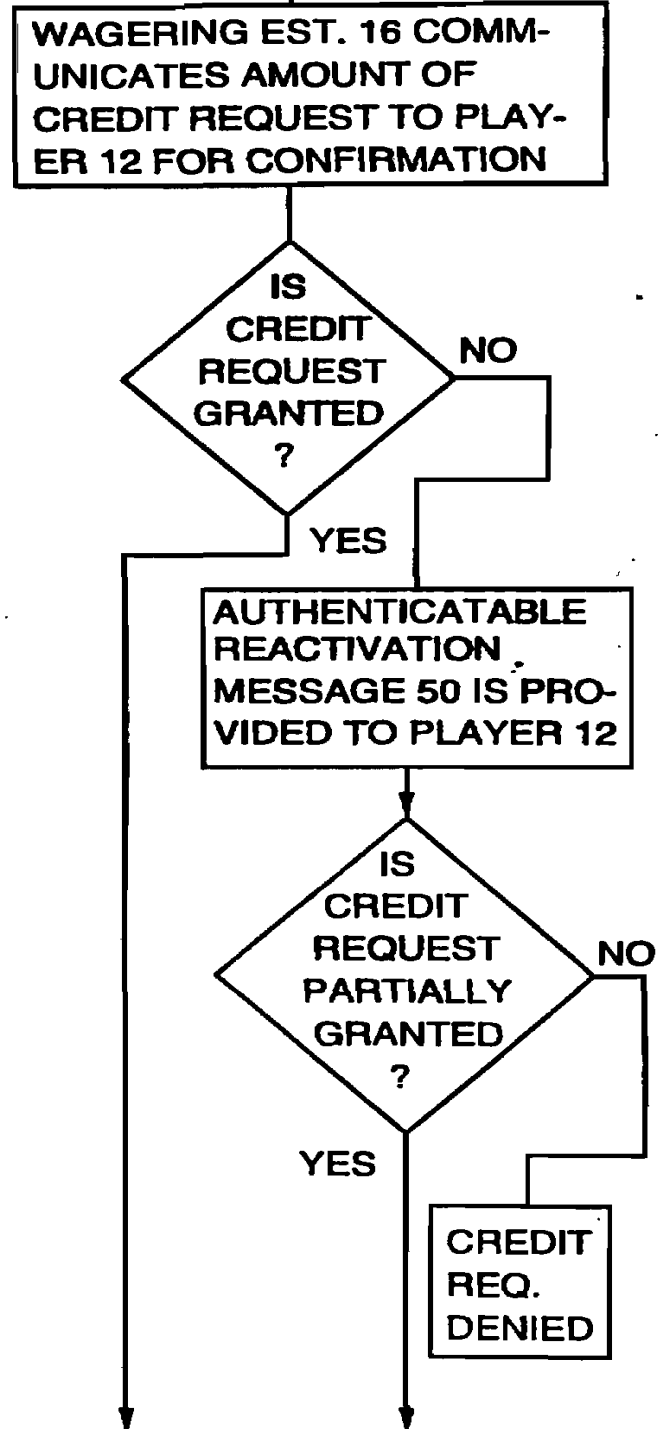 WAGERING EST. 16 COMM-
UNICATES AMOUNT OF
CREDIT REQUEST TO PLAY-
ER 12 FOR CONFIRMATION
IS
CREDIT
REQUEST
GRANTED
?
NO
YES
AUTHENTICATABLE
REACTIVATION
MESSAGE 50 IS PRO-
VIDED TO PLAYER 12
IS
CREDIT
REQUEST
PARTIALLY
GRANTED
?
NO
YES
CREDIT
REQ.
DENIED